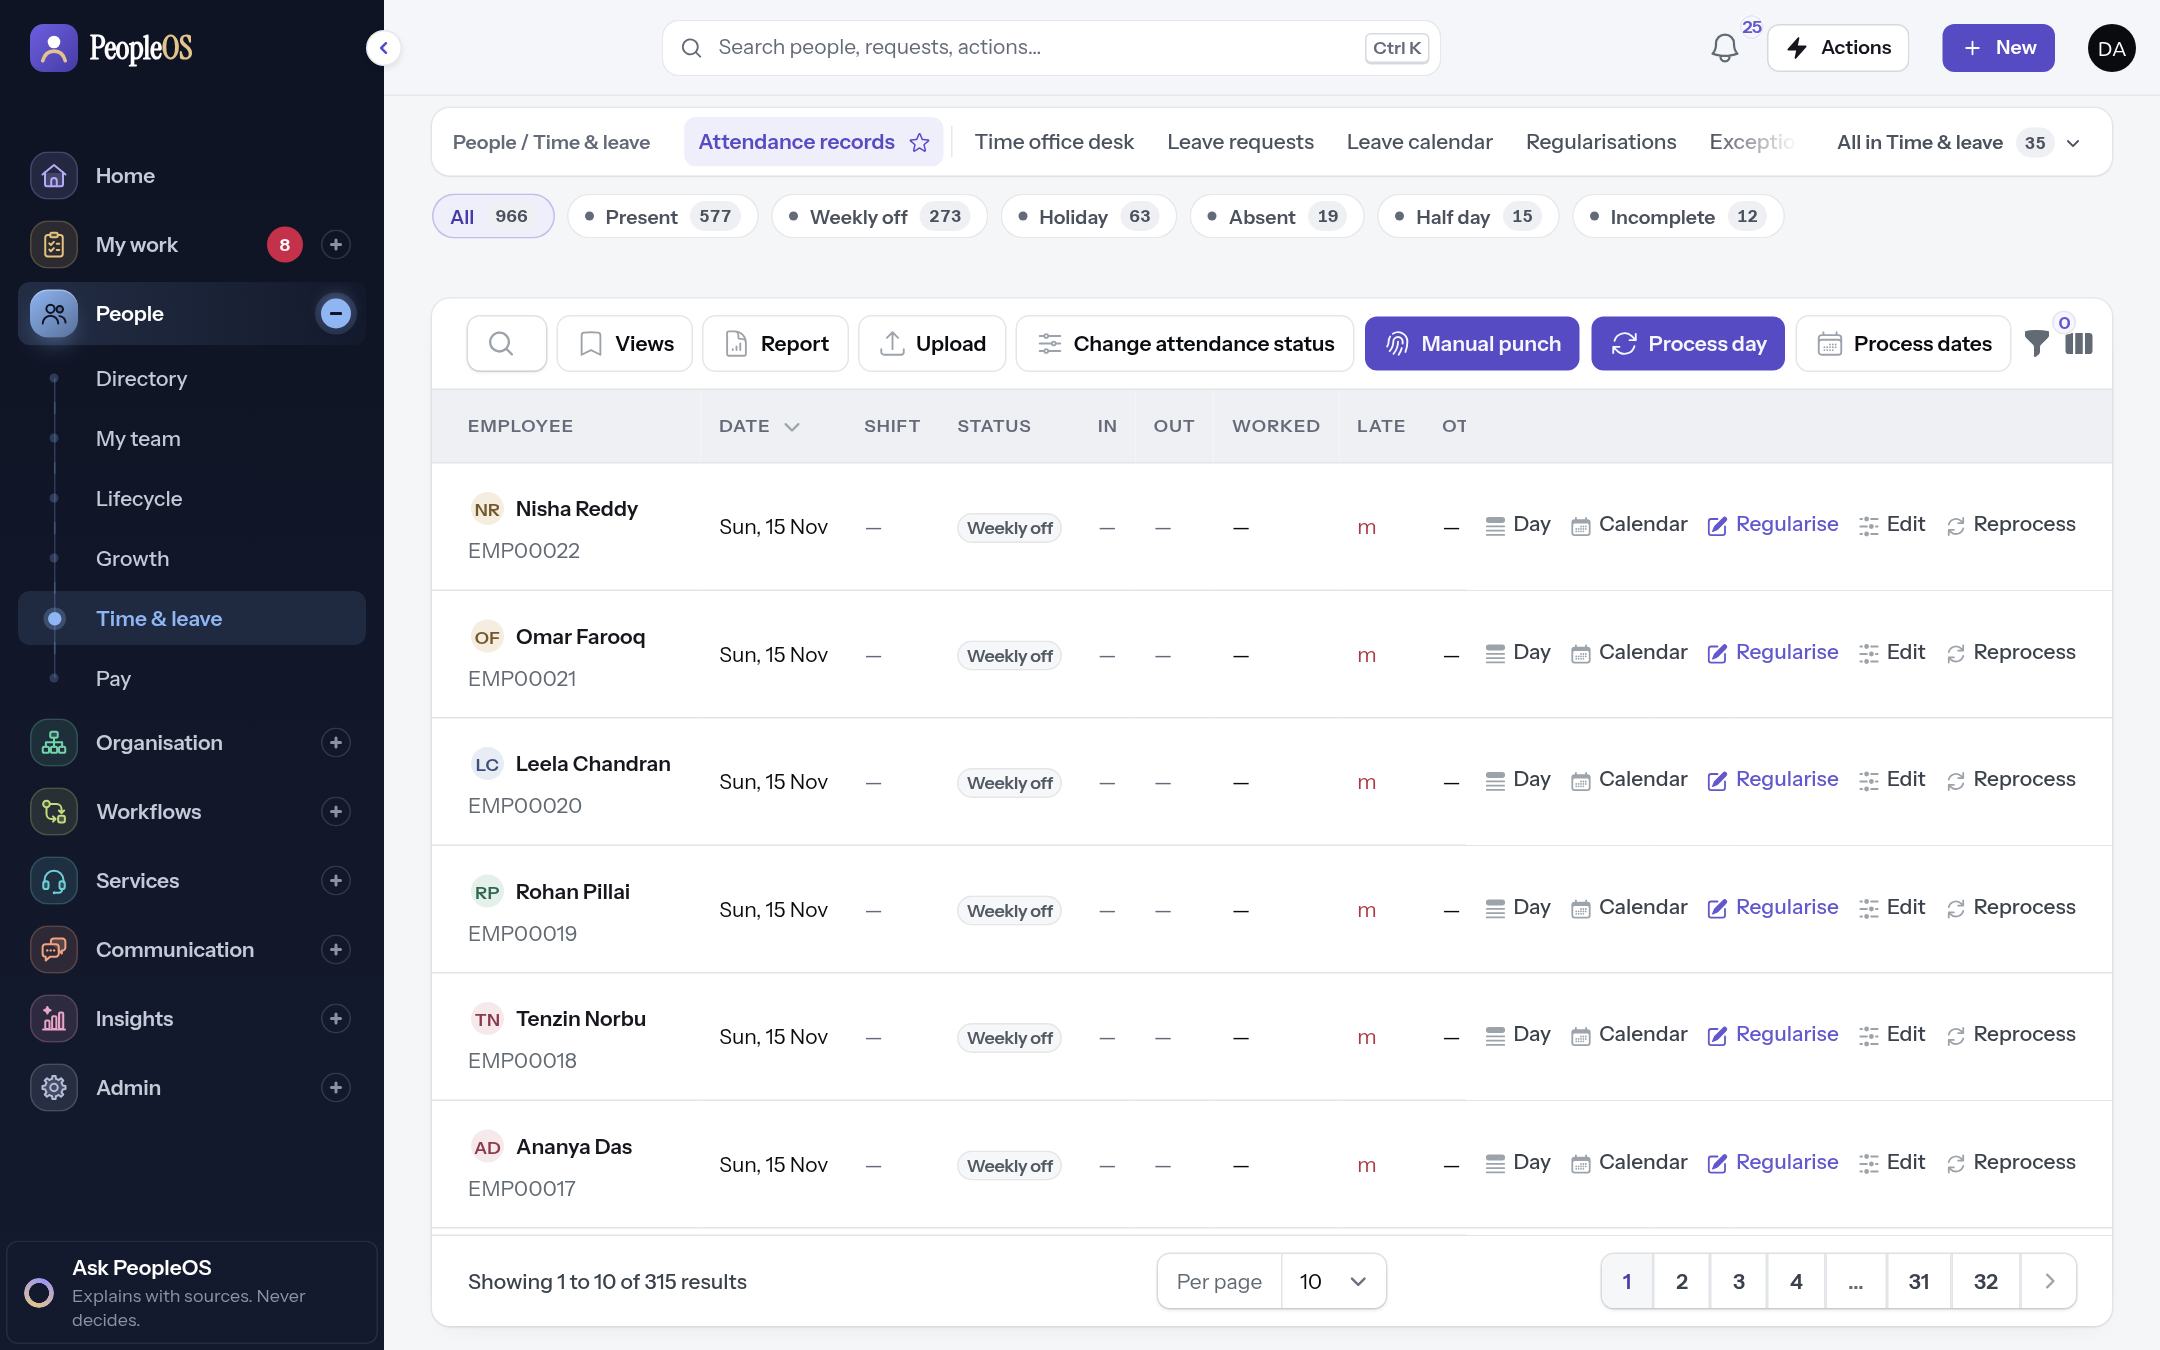 PeopleOS
Search people, requests, actions...
Ctrl K
25
Actions
New
DA
Home
My work
8
People
Directory
My team
Lifecycle
Growth
Time & leave
Pay
Organisation
Workflows
Services
Communication
Insights
Admin
Ask PeopleOS
Explains with sources. Never
decides.
People / Time & leave
Attendance records
Time office desk
Leave requests
Leave calendar
Regularisations
Exceptio
All in Time & leave 35
All 966
Present 577
Weekly off 273
Holiday 63
Absent 19
Half day 15
Incomplete 12
Views
Report
Upload
Change attendance status
Manual punch
Process day
Process dates
0
EMPLOYEE DATE SHIFT STATUS IN OUT WORKED LATE OT
NR Nisha Reddy
EMP00022
Sun, 15 Nov — Weekly off — — — m — Day Calendar Regularise Edit Reprocess
OF Omar Farooq
EMP00021
Sun, 15 Nov — Weekly off — — — m — Day Calendar Regularise Edit Reprocess
LC Leela Chandran
EMP00020
Sun, 15 Nov — Weekly off — — — m — Day Calendar Regularise Edit Reprocess
RP Rohan Pillai
EMP00019
Sun, 15 Nov — Weekly off — — — m — Day Calendar Regularise Edit Reprocess
TN Tenzin Norbu
EMP00018
Sun, 15 Nov — Weekly off — — — m — Day Calendar Regularise Edit Reprocess
AD Ananya Das
EMP00017
Sun, 15 Nov — Weekly off — — — m — Day Calendar Regularise Edit Reprocess
Showing 1 to 10 of 315 results
Per page 10
1 2 3 4 ... 31 32